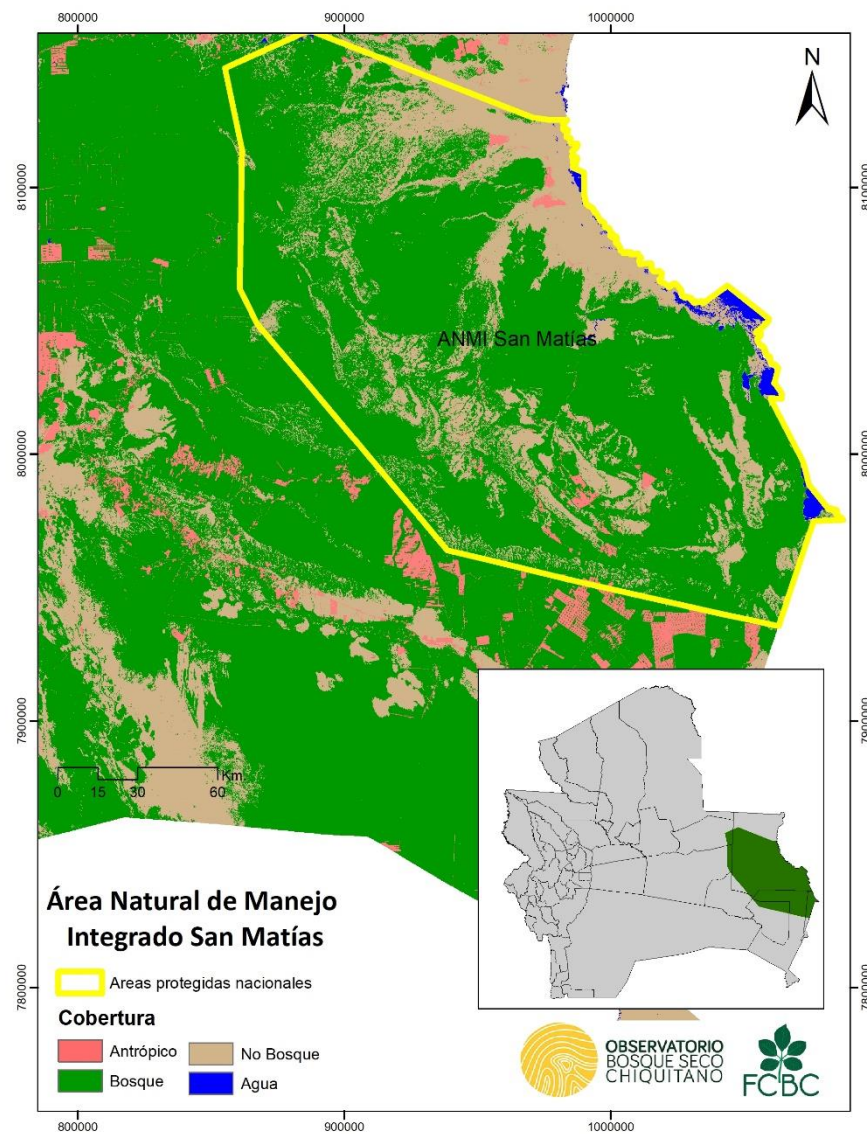 800000
900000
1000000
N
8100000
8100000
ANMI San Matías
8000000
8000000
7900000
7900000
Km
0
15
30
60
Área Natural de Manejo
Integrado San Matías
Areas protegidas nacionales
Cobertura
Antrópico
No Bosque
Bosque
Agua
7800000
7800000
OBSERVATORIO
BOSQUE SECO
CHIQUITANO
FCBC
800000
900000
1000000